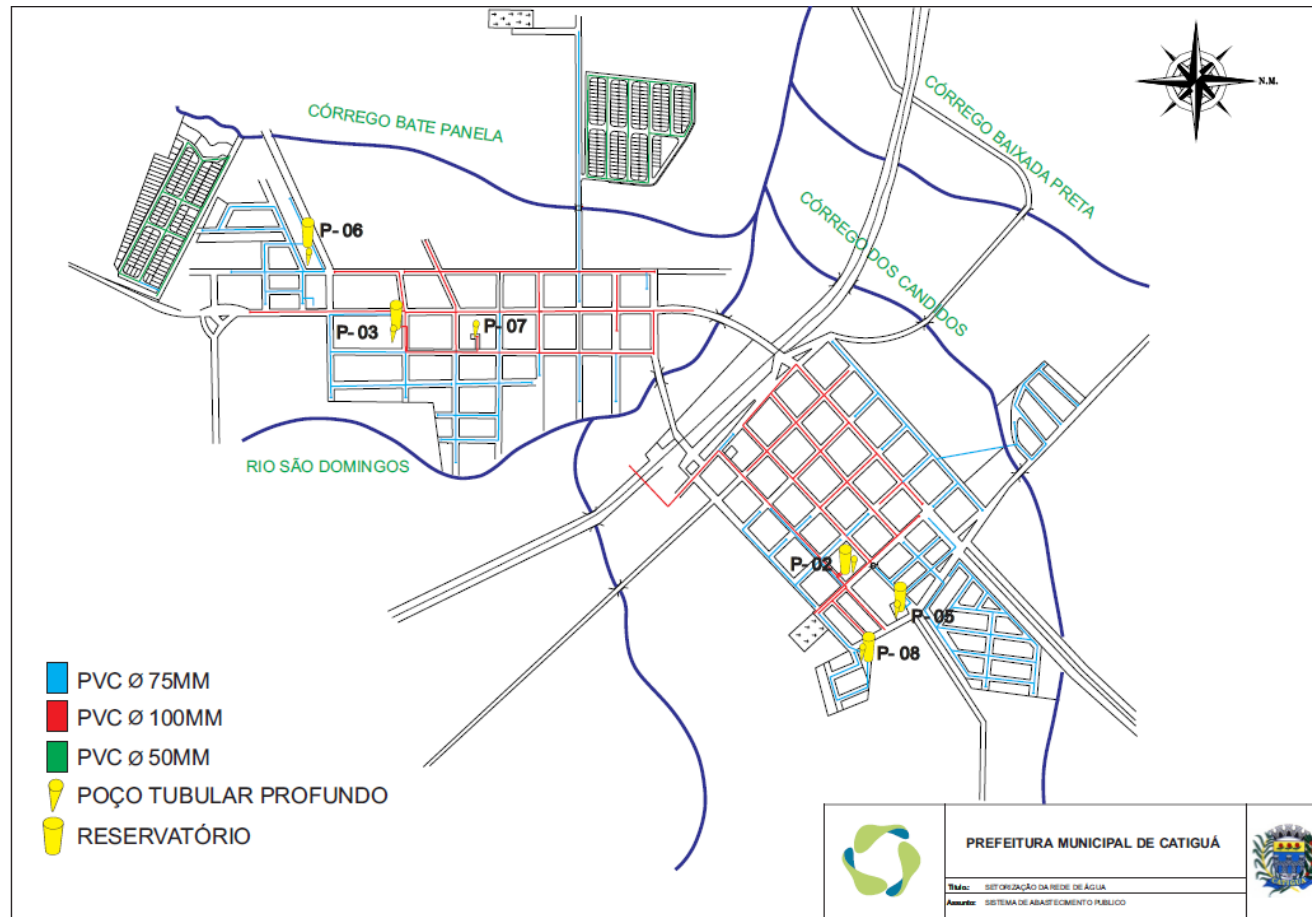 N.M.
CÓRREGO BAIXADA PRETA
CÓRREGO BATE PANELA
CÓRREGO DOS CANDIDOS
P- 06
P- 03
P- 07
RIO SÃO DOMINGOS
P- 02
P- 05
P- 08
PVC Ø 75MM
PVC Ø 100MM
PVC Ø 50MM
POÇO TUBULAR PROFUNDO
RESERVATÓRIO
PREFEITURA MUNICIPAL DE CATIGUÁ
Título: SETORIZAÇÃO DA REDE DE ÁGUA
Assunto: SISTEMA DE ABASTECIMENTO PUBLICO
CATIGUÁ